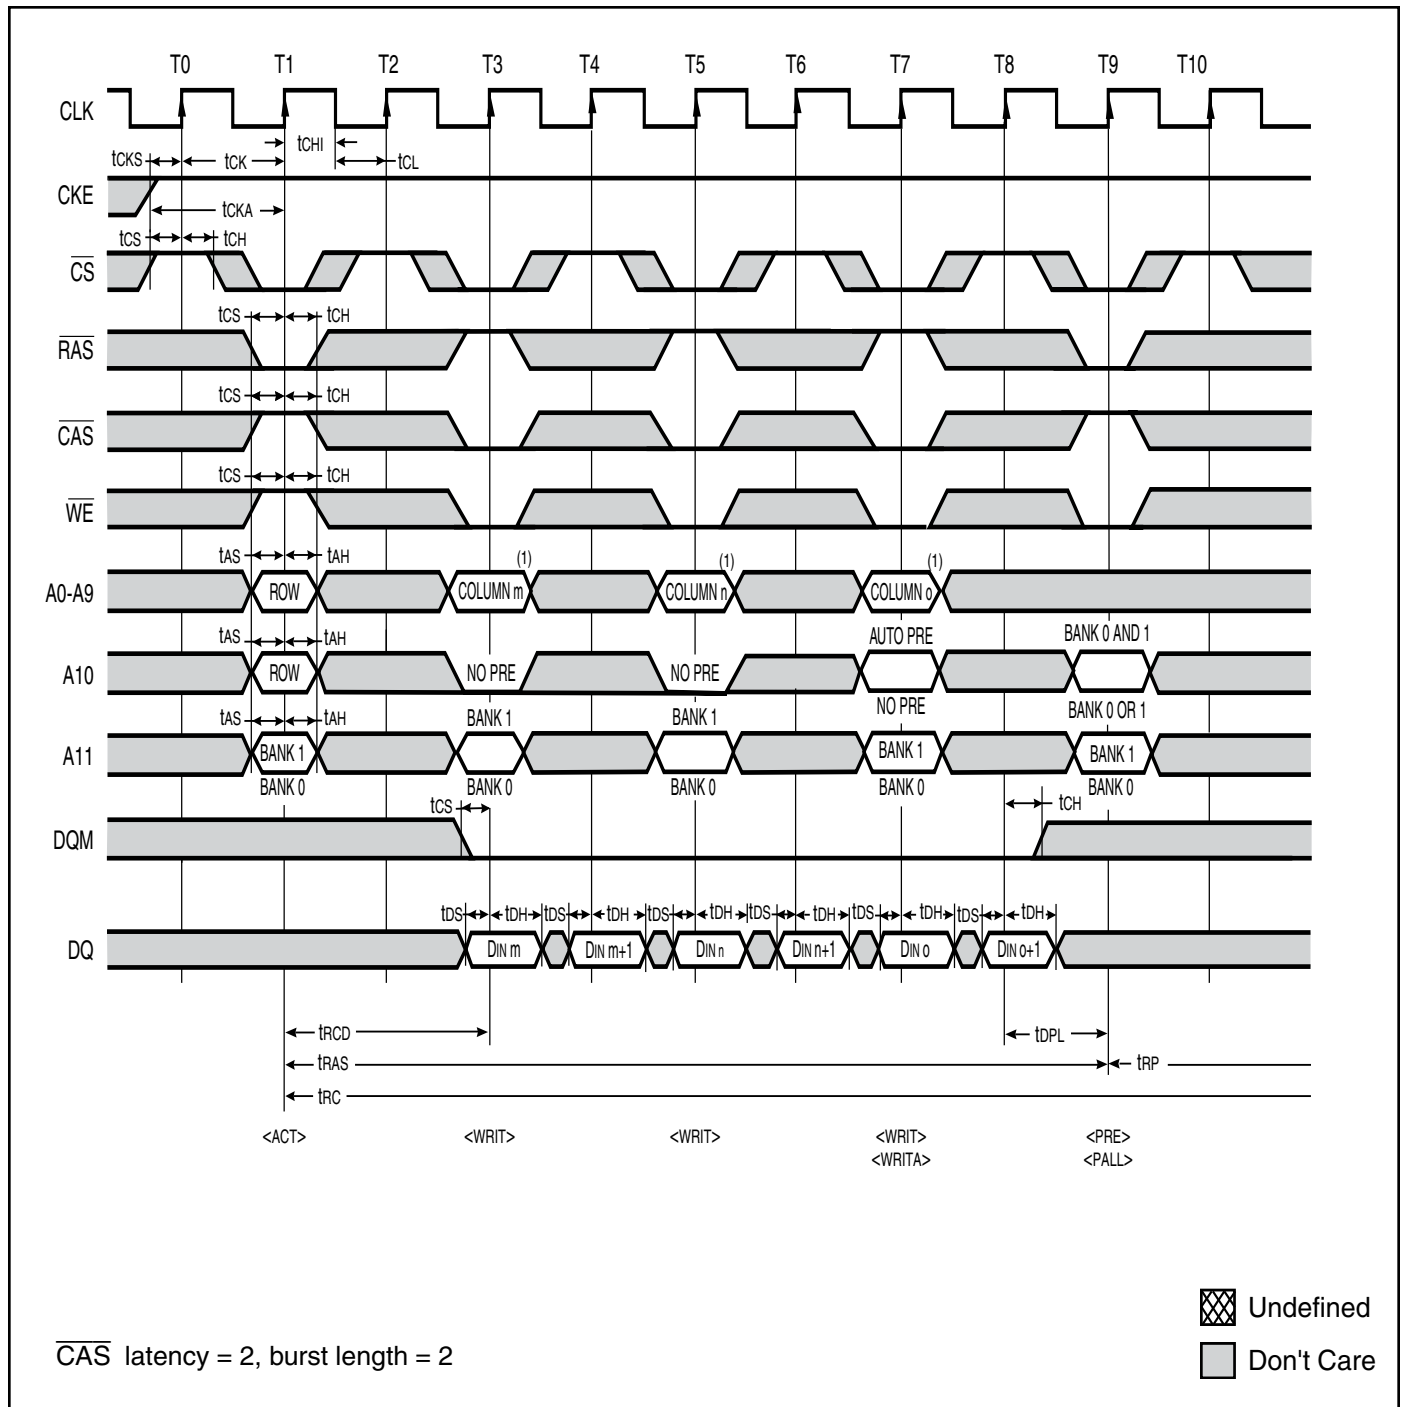 T0 T1 T2 T3 T4 T5 T6 T7 T8 T9 T10
CLK
tCHI
tCKS tCK tCL
CKE
tCKA
tCS tCH
CS
tCS tCH
RAS
tCS tCH
CAS
tCS tCH
WE
tAS tAH (1) (1) (1)
A0-A9 ROW COLUMN m COLUMN n COLUMN o
tAS tAH AUTO PRE BANK 0 AND 1
A10 ROW NO PRE NO PRE
NO PRE BANK 0 OR 1
tAS tAH BANK 1 BANK 1
A11 BANK 1 BANK 1 BANK 1
BANK 0 BANK 0 BANK 0 BANK 0 BANK 0
tCS tCH
DQM
tDS tDH tDS tDH tDS tDH tDS tDH tDS tDH tDS tDH
DQ DIN m DIN m+1 DIN n DIN n+1 DIN o DIN o+1
tRCD tDPL
tRAS tRP
tRC
<ACT> <WRIT> <WRIT> <WRIT> <PRE>
<WRITA> <PALL>
Undefined
CAS latency = 2, burst length = 2
Don't Care